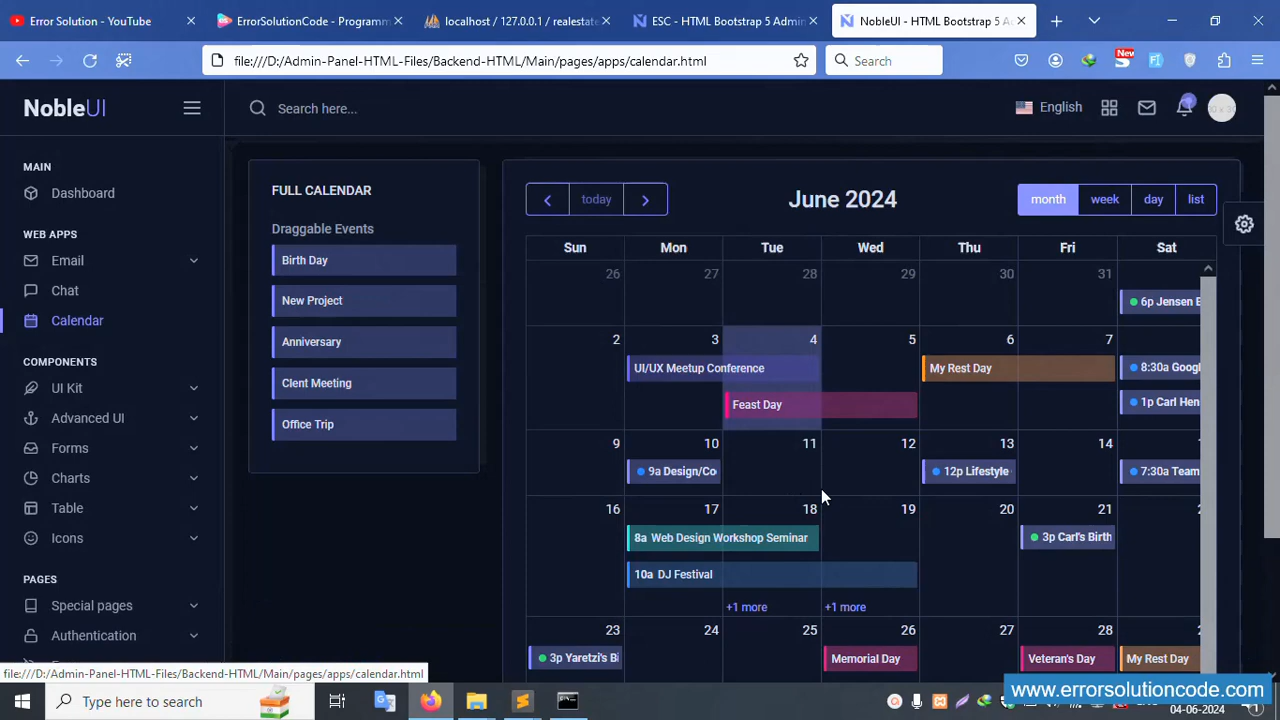 Error Solution - YouTube
ErrorSolutionCode - Programm
localhost / 127.0.0.1 / realestate
ESC - HTML Bootstrap 5 Admin
NobleUI - HTML Bootstrap 5 Ad
file:///D:/Admin-Panel-HTML-Files/Backend-HTML/Main/pages/apps/calendar.html
Search
New
NobleUI
Search here...
English
MAIN
Dashboard
WEB APPS
Email
Chat
Calendar
COMPONENTS
UI Kit
Advanced UI
Forms
Charts
Table
Icons
PAGES
Special pages
Authentication
FULL CALENDAR
Draggable Events
Birth Day
New Project
Anniversary
Clent Meeting
Office Trip
today
June 2024
month week day list
Sun Mon Tue Wed Thu Fri Sat
26 27 28 29 30 31
6p Jensen B
2 3 4 5 6 7
UI/UX Meetup Conference My Rest Day 8:30a Googl
Feast Day 1p Carl Hen
9 10 11 12 13 14
9a Design/Co 12p Lifestyle 7:30a Team
16 17 18 19 20 21
8a Web Design Workshop Seminar 3p Carl's Birth
10a DJ Festival
+1 more +1 more
23 24 25 26 27 28
3p Yaretzi's Bi Memorial Day Veteran's Day My Rest Day
file:///D:/Admin-Panel-HTML-Files/Backend-HTML/Main/pages/apps/calendar.html
Type here to search
www.errorsolutioncode.com
04-06-2024